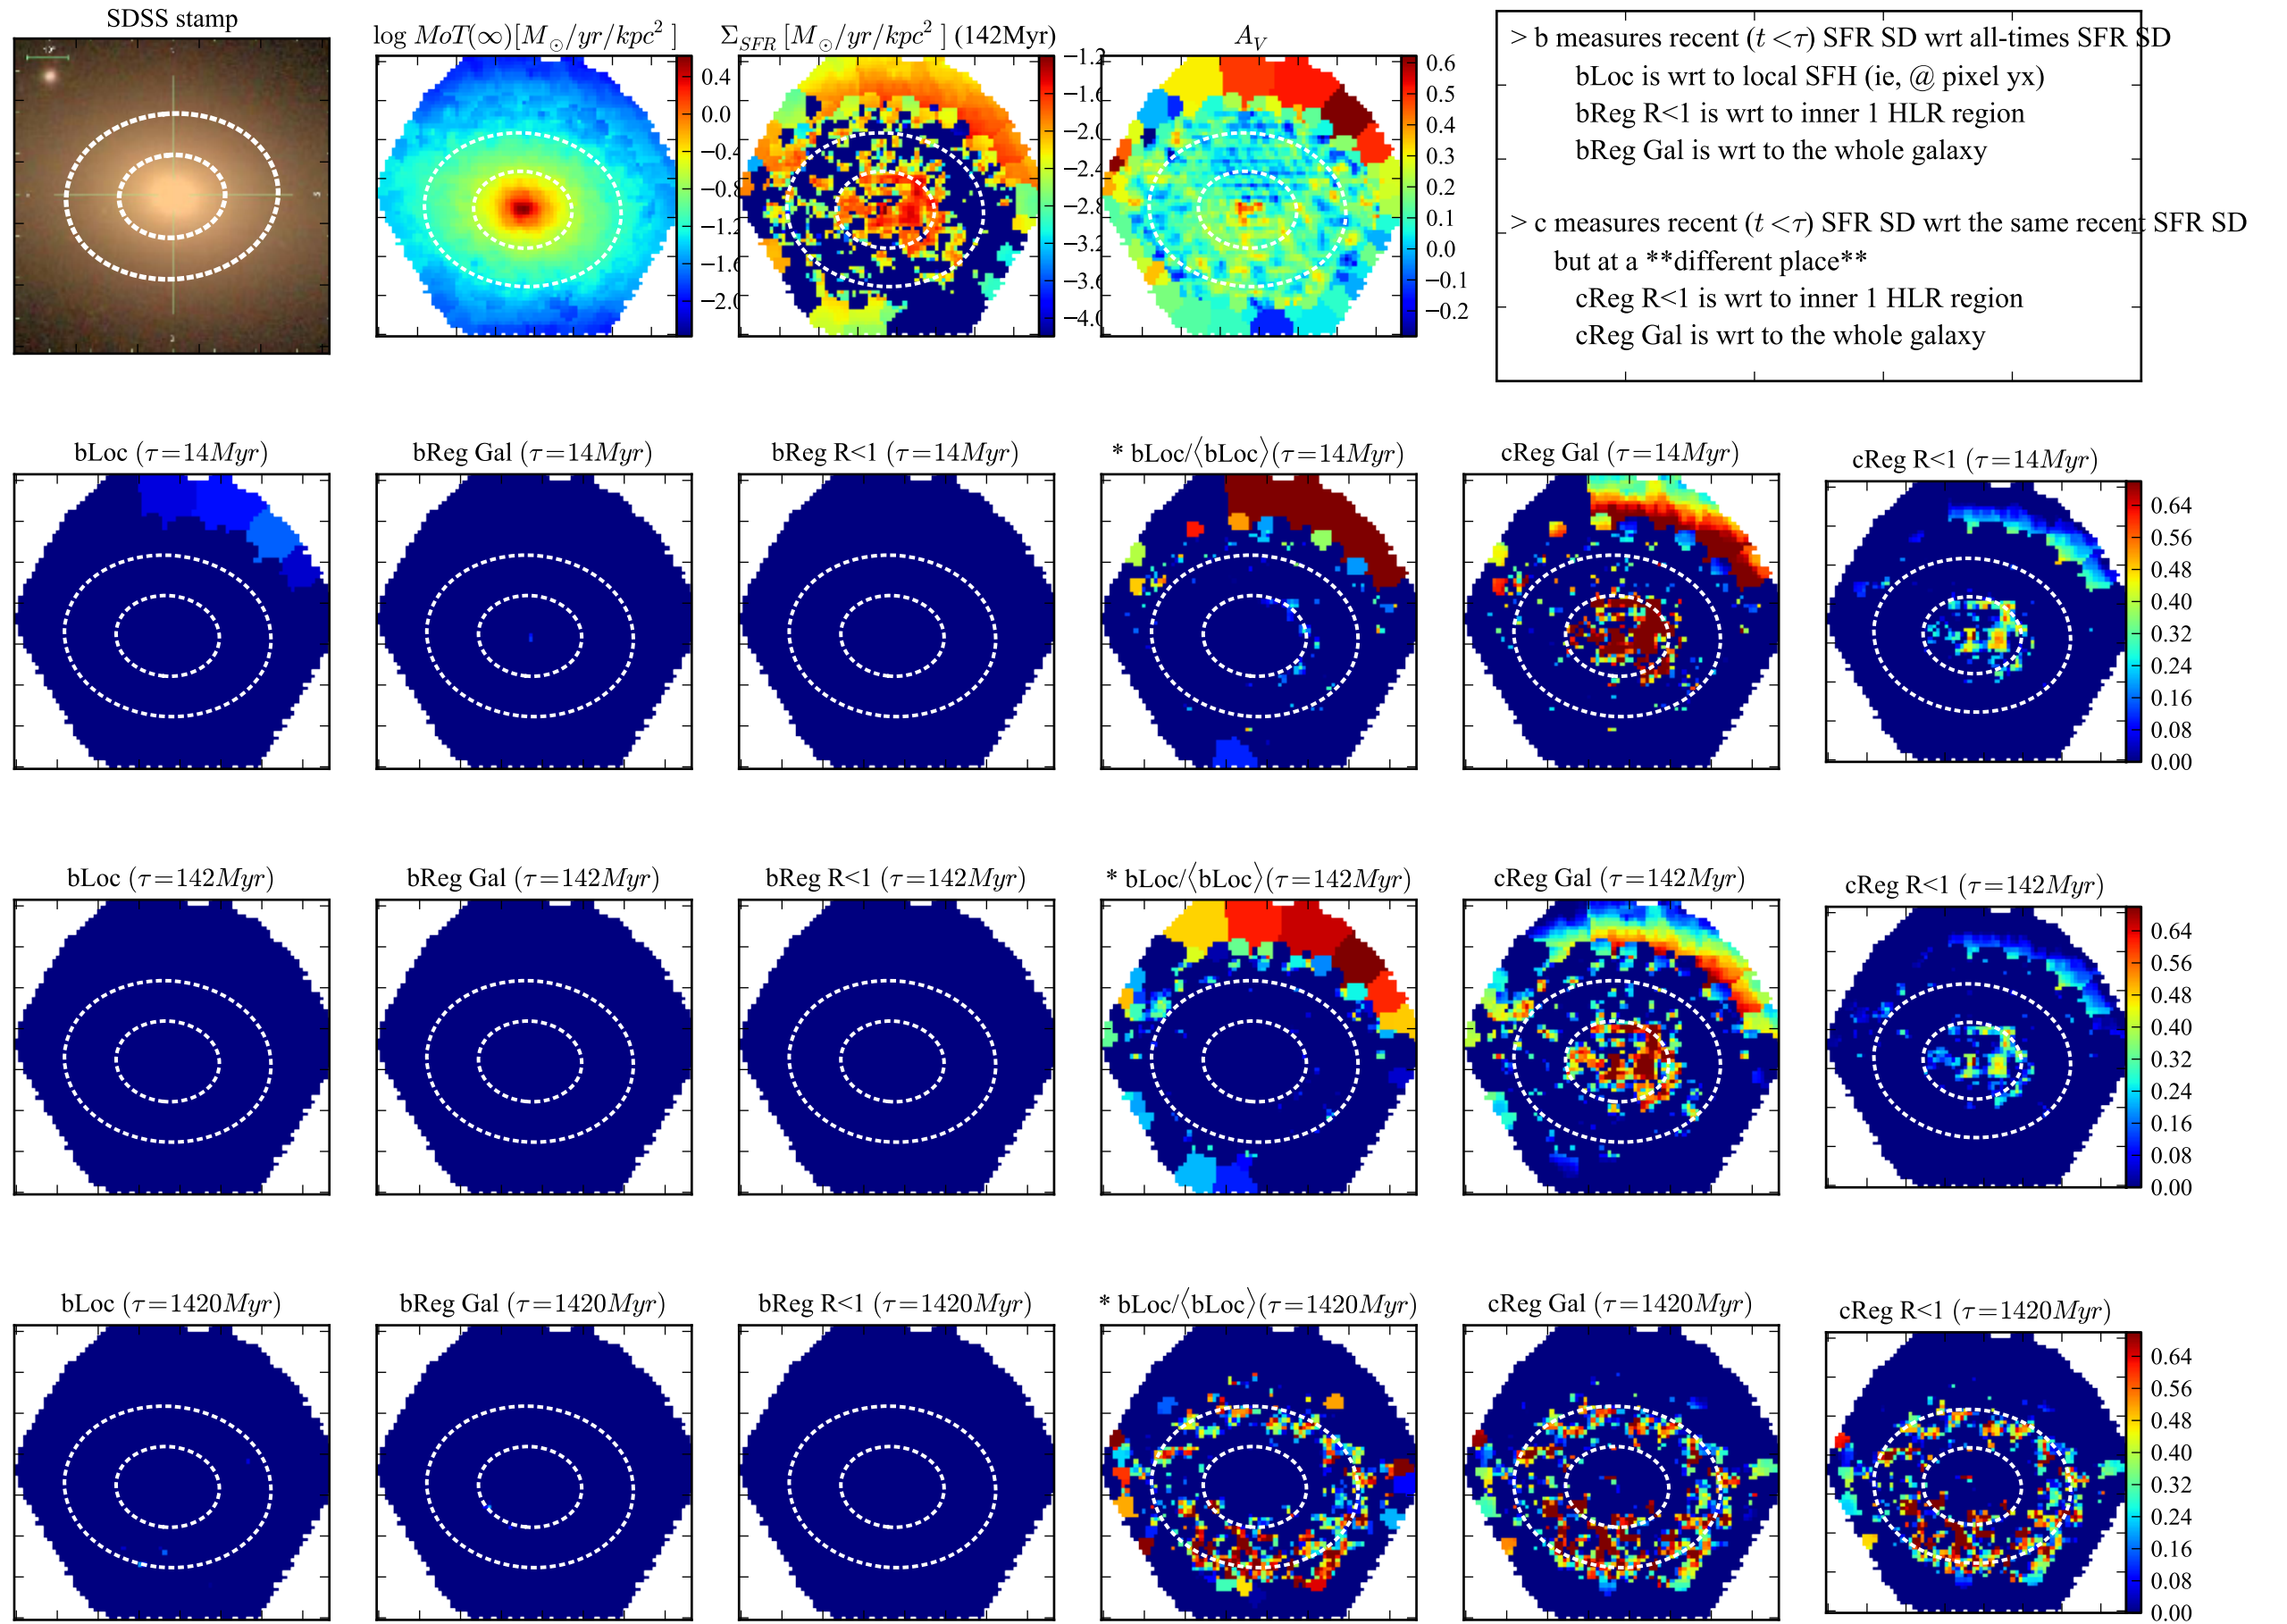 SDSS stamp
log MoT(∞)[M⊙/yr/kpc²]
Σ_SFR [M⊙/yr/kpc²] (142Myr)
A_V
0.4
0.0
−0.4
−0.8
−1.2
−1.6
−2.0
−1.2
−1.6
−2.0
−2.4
−2.8
−3.2
−3.6
−4.0
0.6
0.5
0.4
0.3
0.2
0.1
0.0
−0.1
−0.2
> b measures recent (t<τ) SFR SD wrt all-times SFR SD
bLoc is wrt to local SFH (ie, @ pixel yx)
bReg R<1 is wrt to inner 1 HLR region
bReg Gal is wrt to the whole galaxy
> c measures recent (t<τ) SFR SD wrt the same recent SFR SD
but at a **different place**
cReg R<1 is wrt to inner 1 HLR region
cReg Gal is wrt to the whole galaxy
bLoc (τ=14Myr)
bReg Gal (τ=14Myr)
bReg R<1 (τ=14Myr)
* bLoc/⟨bLoc⟩(τ=14Myr)
cReg Gal (τ=14Myr)
cReg R<1 (τ=14Myr)
0.64
0.56
0.48
0.40
0.32
0.24
0.16
0.08
0.00
bLoc (τ=142Myr)
bReg Gal (τ=142Myr)
bReg R<1 (τ=142Myr)
* bLoc/⟨bLoc⟩(τ=142Myr)
cReg Gal (τ=142Myr)
cReg R<1 (τ=142Myr)
0.64
0.56
0.48
0.40
0.32
0.24
0.16
0.08
0.00
bLoc (τ=1420Myr)
bReg Gal (τ=1420Myr)
bReg R<1 (τ=1420Myr)
* bLoc/⟨bLoc⟩(τ=1420Myr)
cReg Gal (τ=1420Myr)
cReg R<1 (τ=1420Myr)
0.64
0.56
0.48
0.40
0.32
0.24
0.16
0.08
0.00